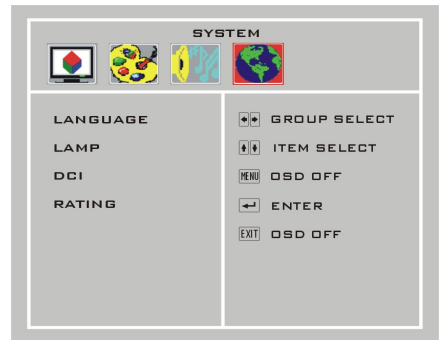 SYSTEM
LANGUAGE
LAMP
DCI
RATING
GROUP SELECT
ITEM SELECT
MENU OSD OFF
ENTER
EXIT OSD OFF